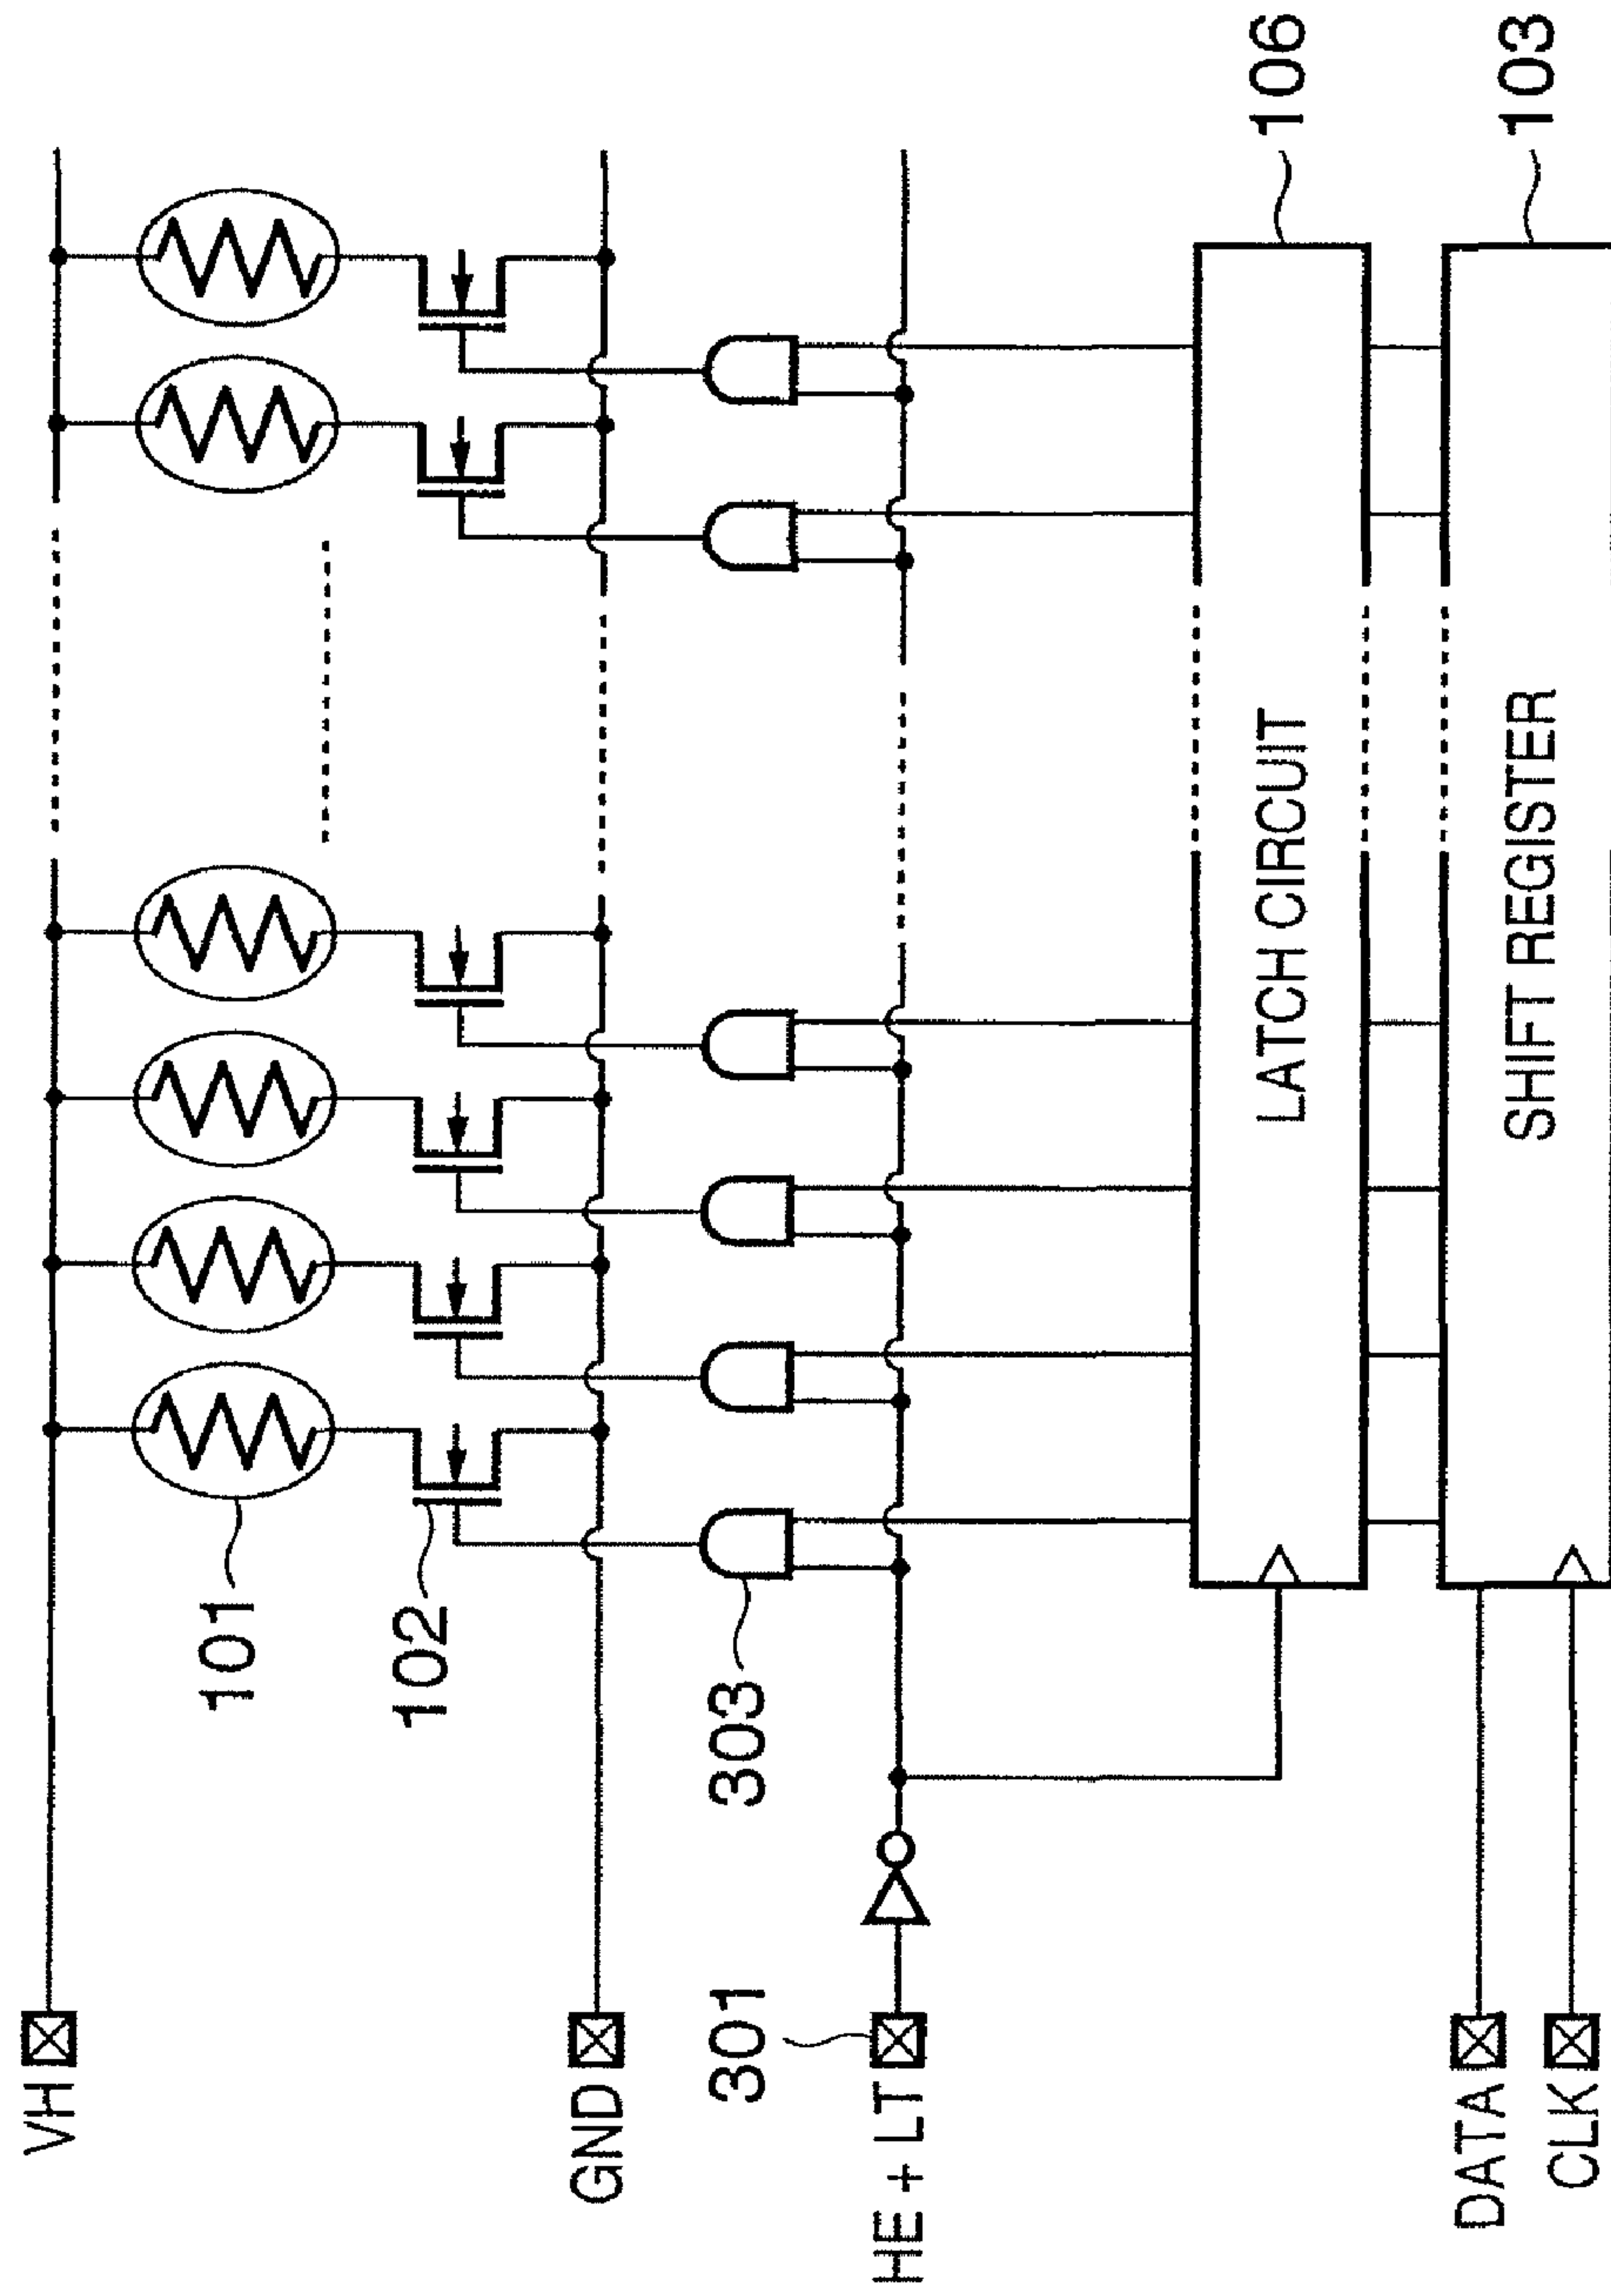 VH
101
102
GND
303
301
HE + LT
LATCH CIRCUIT
106
SHIFT REGISTER
103
DATA
CLK